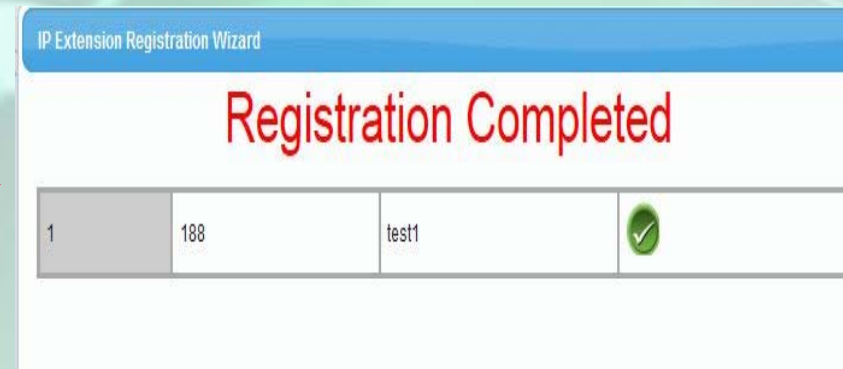 IP Extension Registration Wizard
Registration Completed
1 188 test1